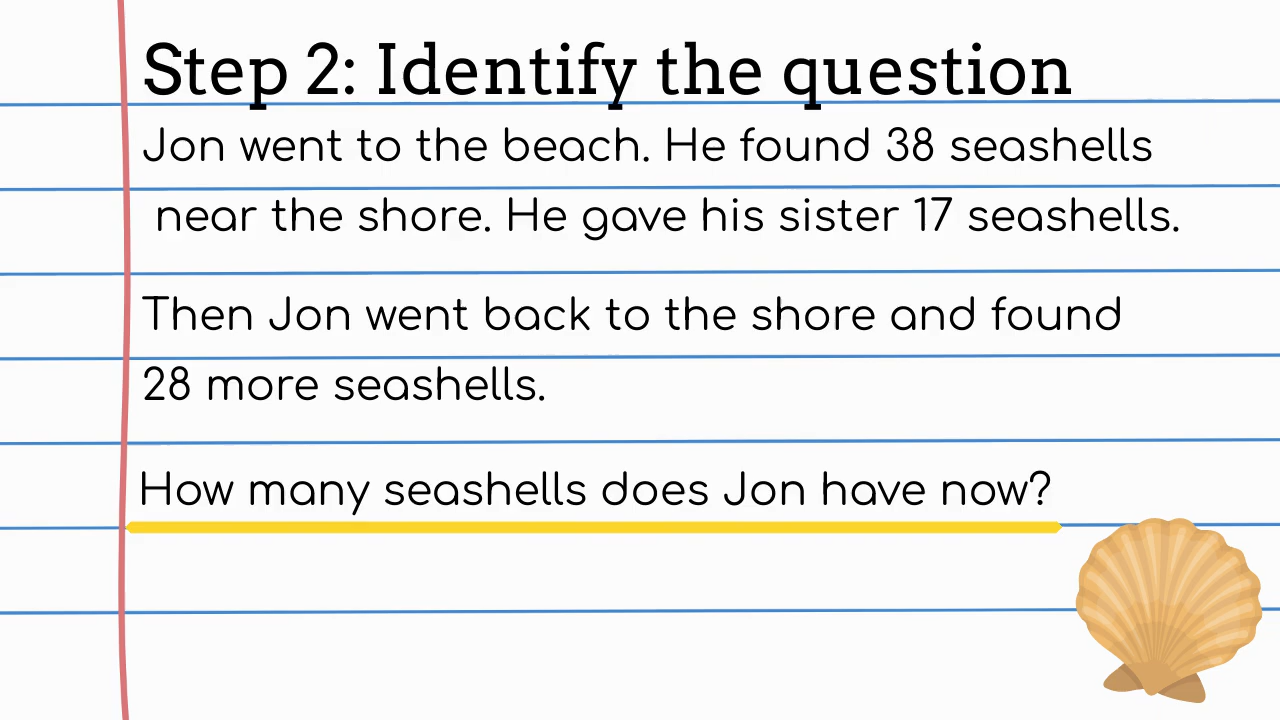 Step 2: Identify the question
Jon went to the beach. He found 38 seashells
near the shore. He gave his sister 17 seashells.
Then Jon went back to the shore and found
28 more seashells.
How many seashells does Jon have now?